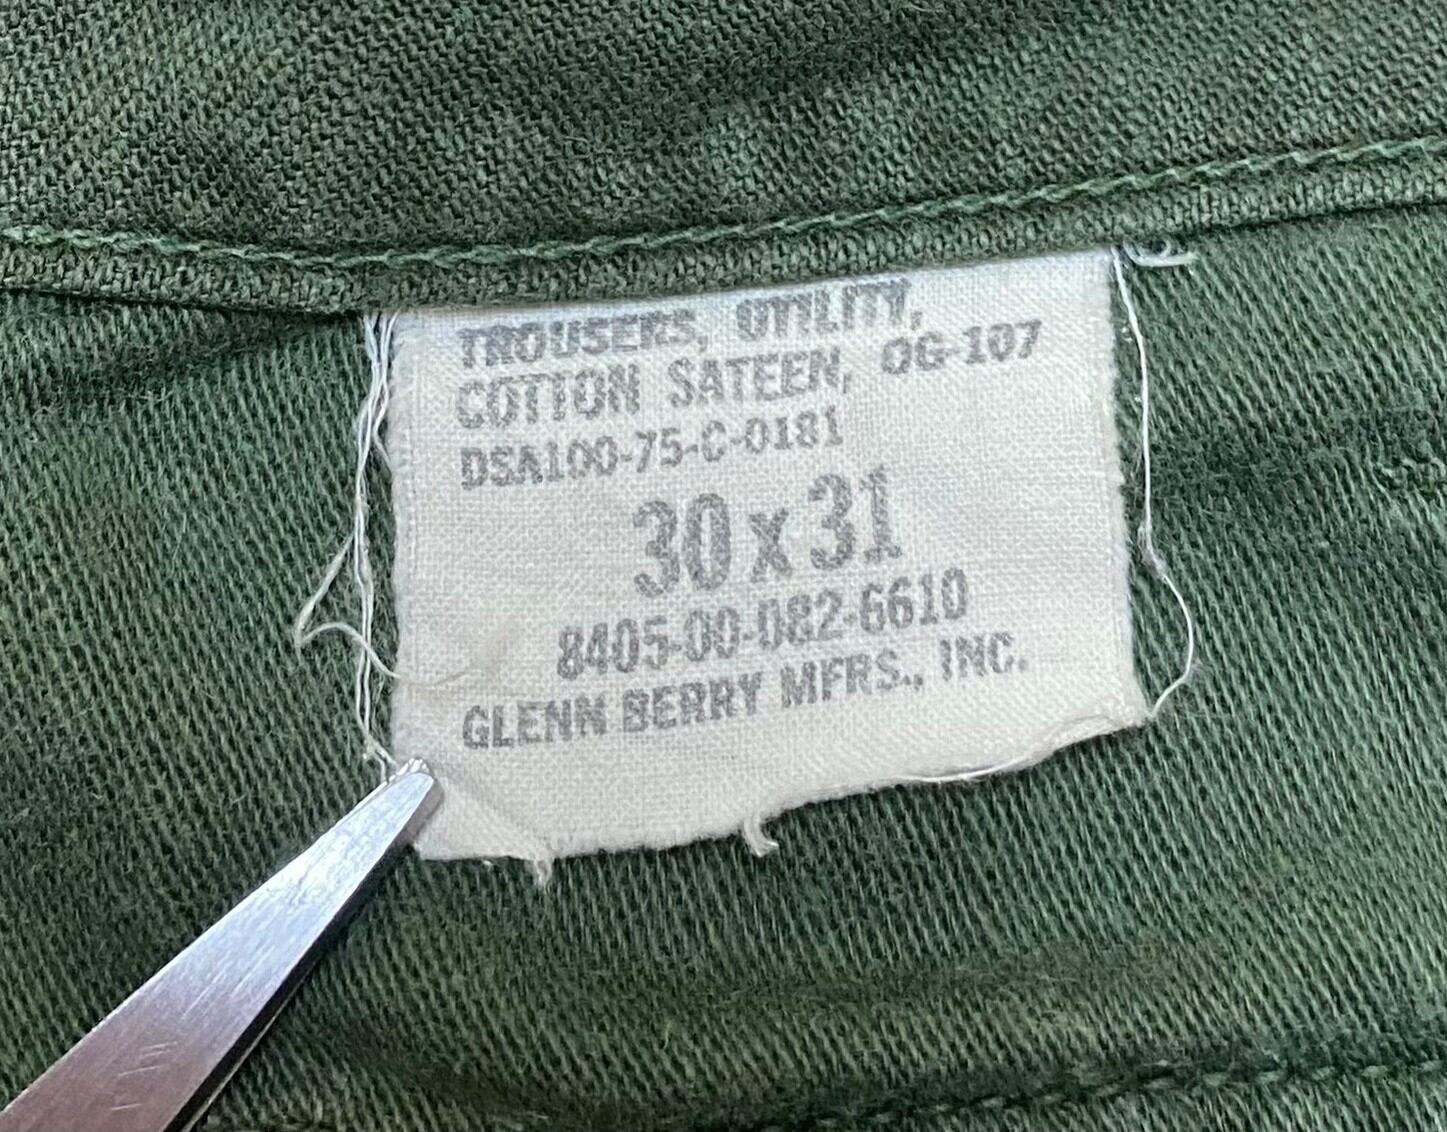 TROUSERS, UTILITY,
COTTON SATEEN, OG-107
DSA100-75-C-0181
30 x 31
8405-00-082-6610
GLENN BERRY MFRS., INC.